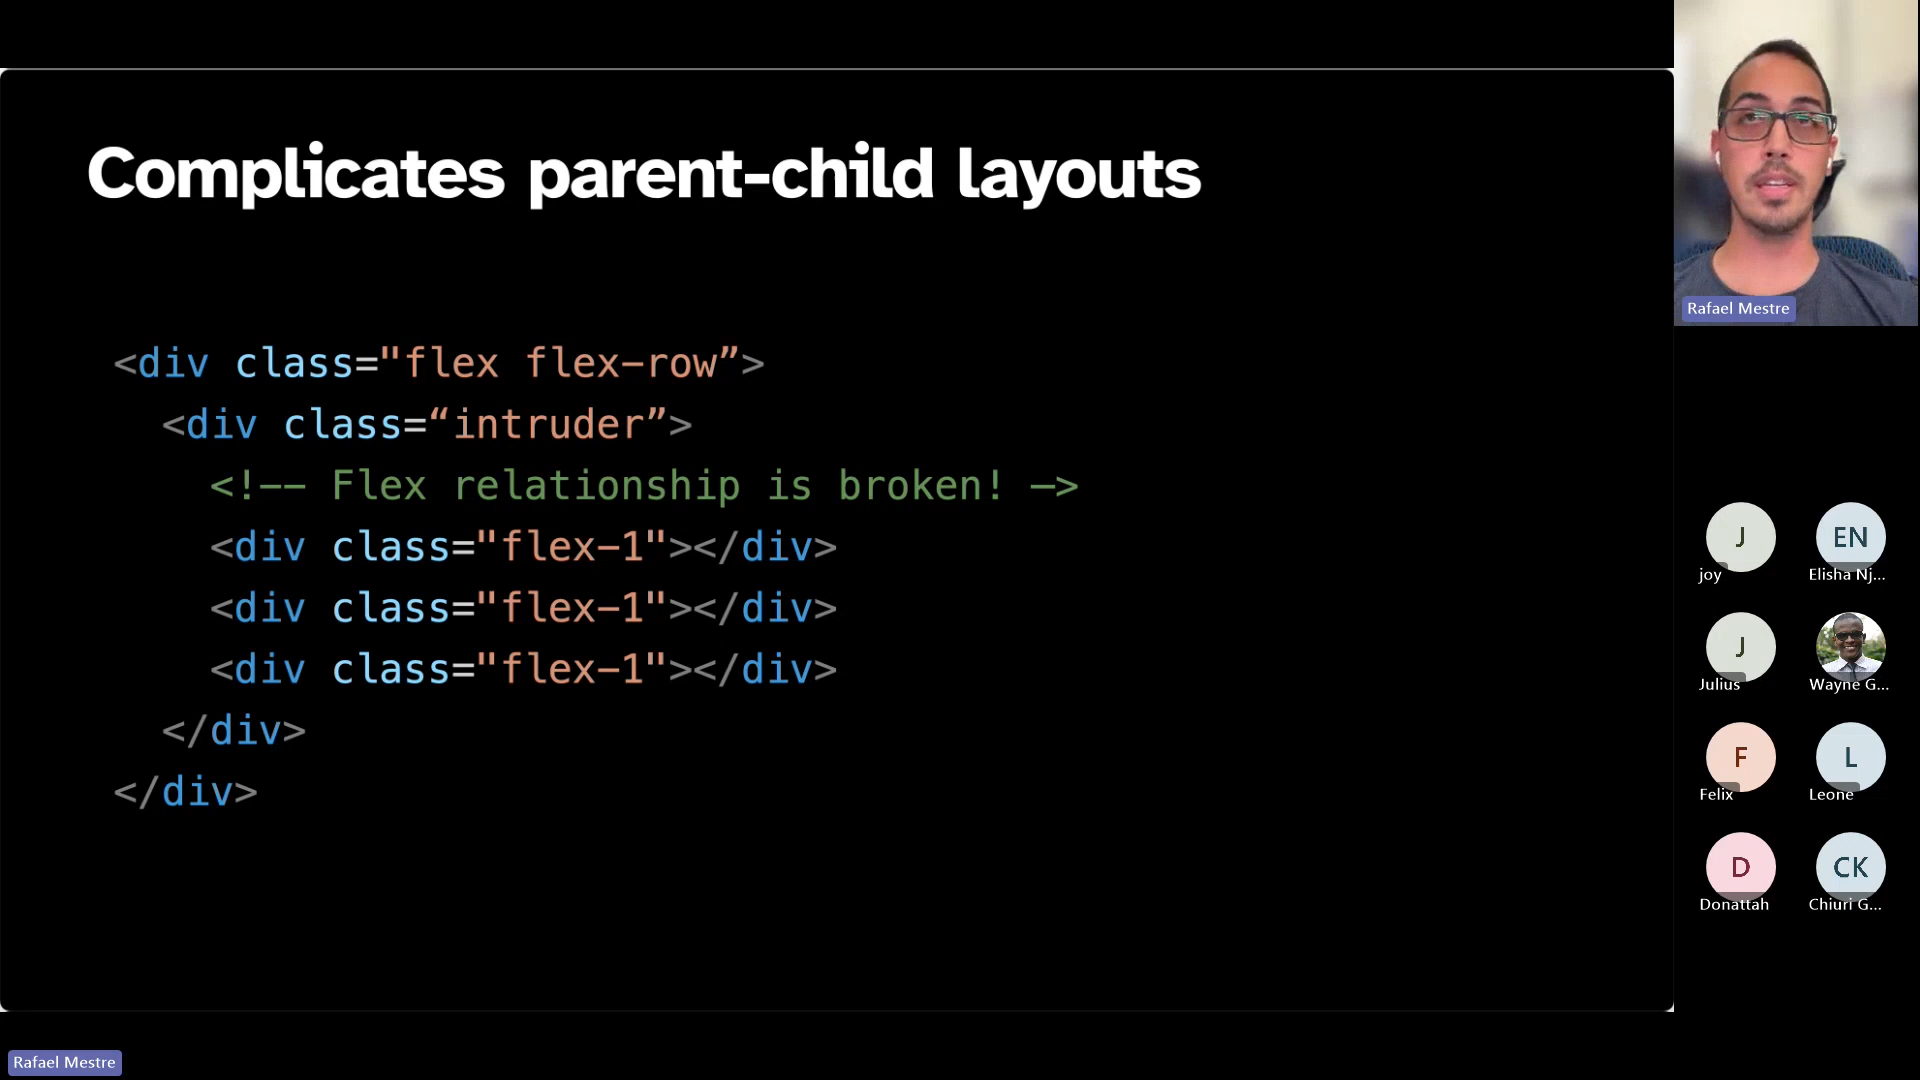 Complicates parent-child layouts
<div class="flex flex-row”>
<div class=“intruder”>
<!-- Flex relationship is broken! —>
<div class="flex-1"></div>
<div class="flex-1"></div>
<div class="flex-1"></div>
</div>
</div>
Rafael Mestre
J
joy
EN
Elisha Nj...
J
Julius
Wayne G...
F
Felix
L
Leone
D
Donattah
CK
Chiuri G...
Rafael Mestre